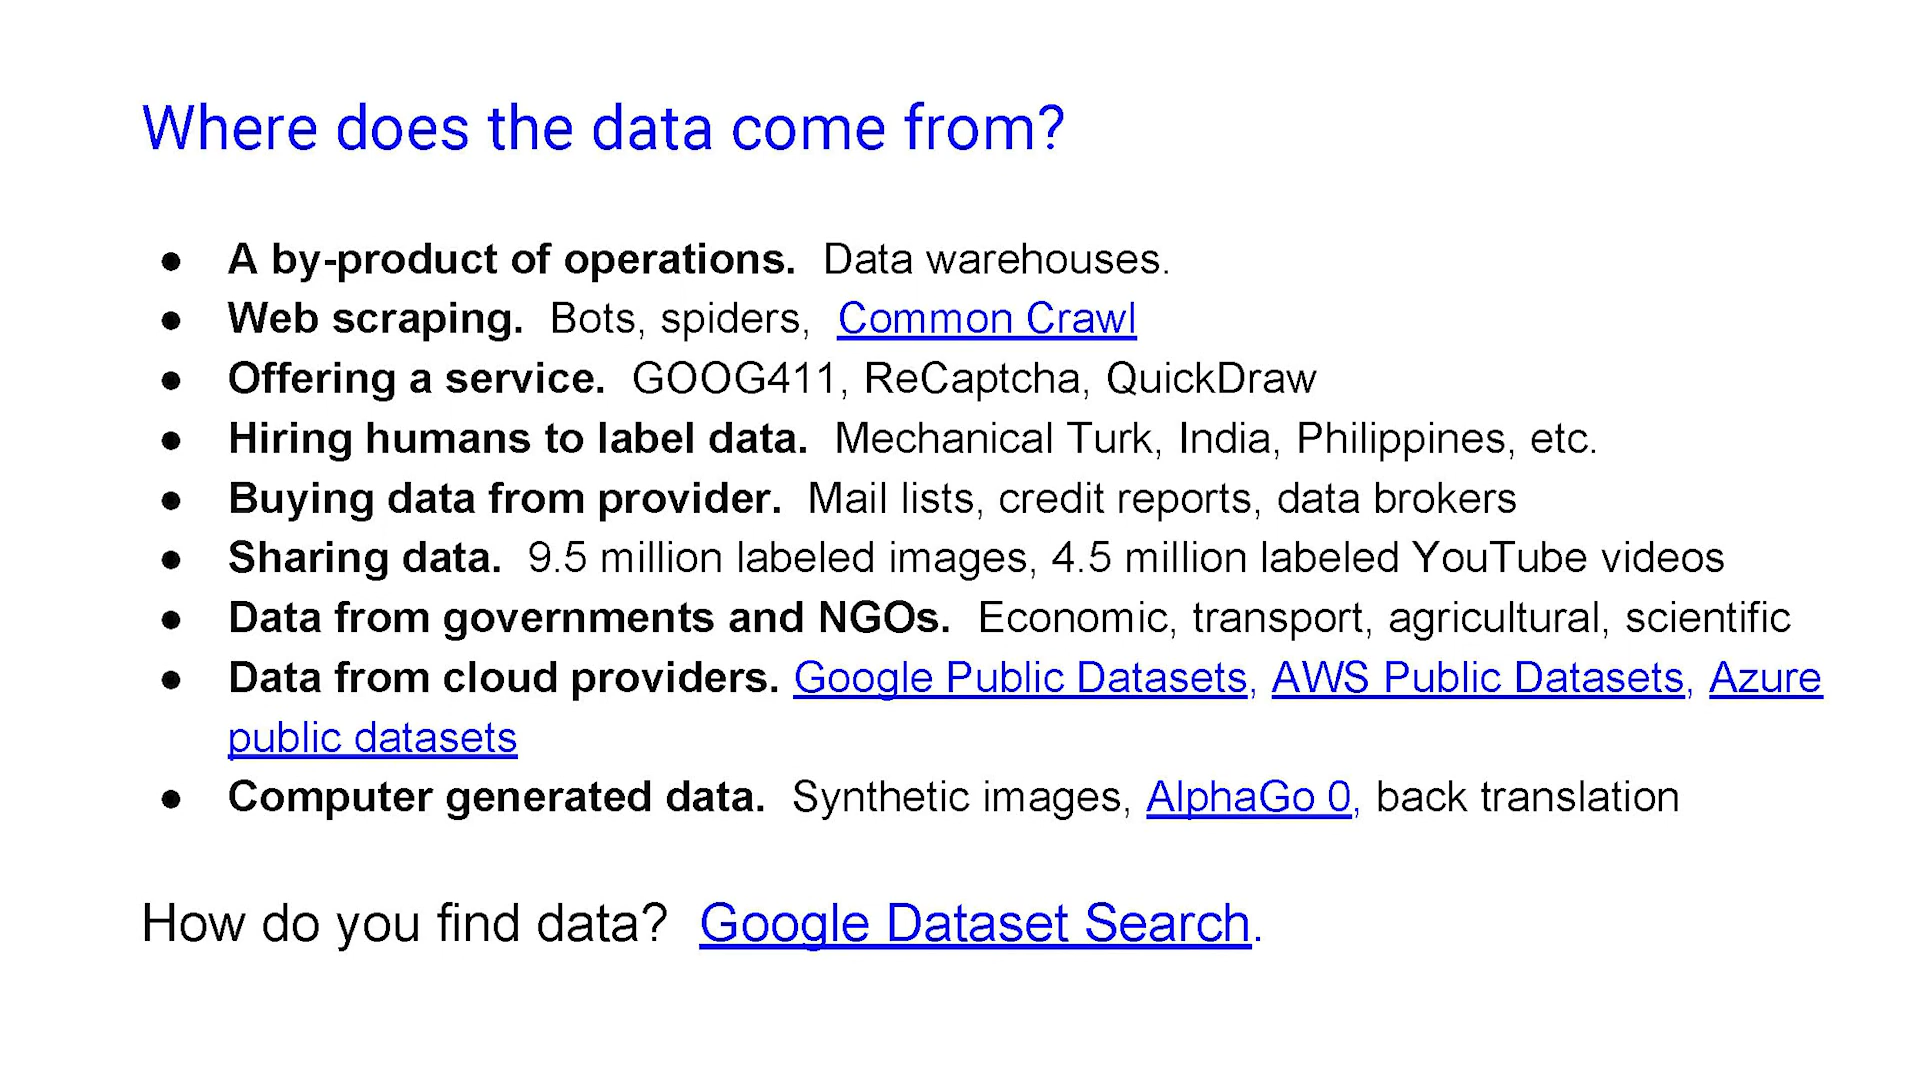 Where does the data come from?
● A by-product of operations.  Data warehouses.
● Web scraping.  Bots, spiders,  Common Crawl
● Offering a service.  GOOG411, ReCaptcha, QuickDraw
● Hiring humans to label data.  Mechanical Turk, India, Philippines, etc.
● Buying data from provider.  Mail lists, credit reports, data brokers
● Sharing data.  9.5 million labeled images, 4.5 million labeled YouTube videos
● Data from governments and NGOs.  Economic, transport, agricultural, scientific
● Data from cloud providers. Google Public Datasets, AWS Public Datasets, Azure
public datasets
● Computer generated data.  Synthetic images, AlphaGo 0, back translation
How do you find data?  Google Dataset Search.